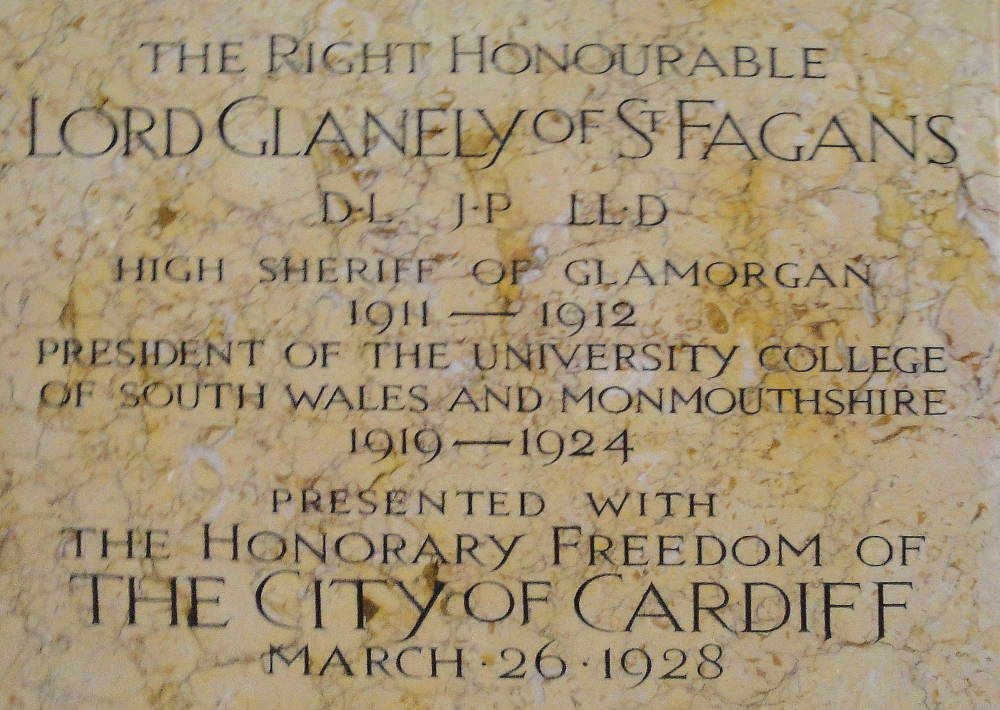 THE RIGHT HONOURABLE
LORD GLANELY OF ST FAGANS
D·L J·P LL·D
HIGH SHERIFF OF GLAMORGAN
1911 — 1912
PRESIDENT OF THE UNIVERSITY COLLEGE
OF SOUTH WALES AND MONMOUTHSHIRE
1919 — 1924
PRESENTED WITH
THE HONORARY FREEDOM OF
THE CITY OF CARDIFF
MARCH · 26 · 1928